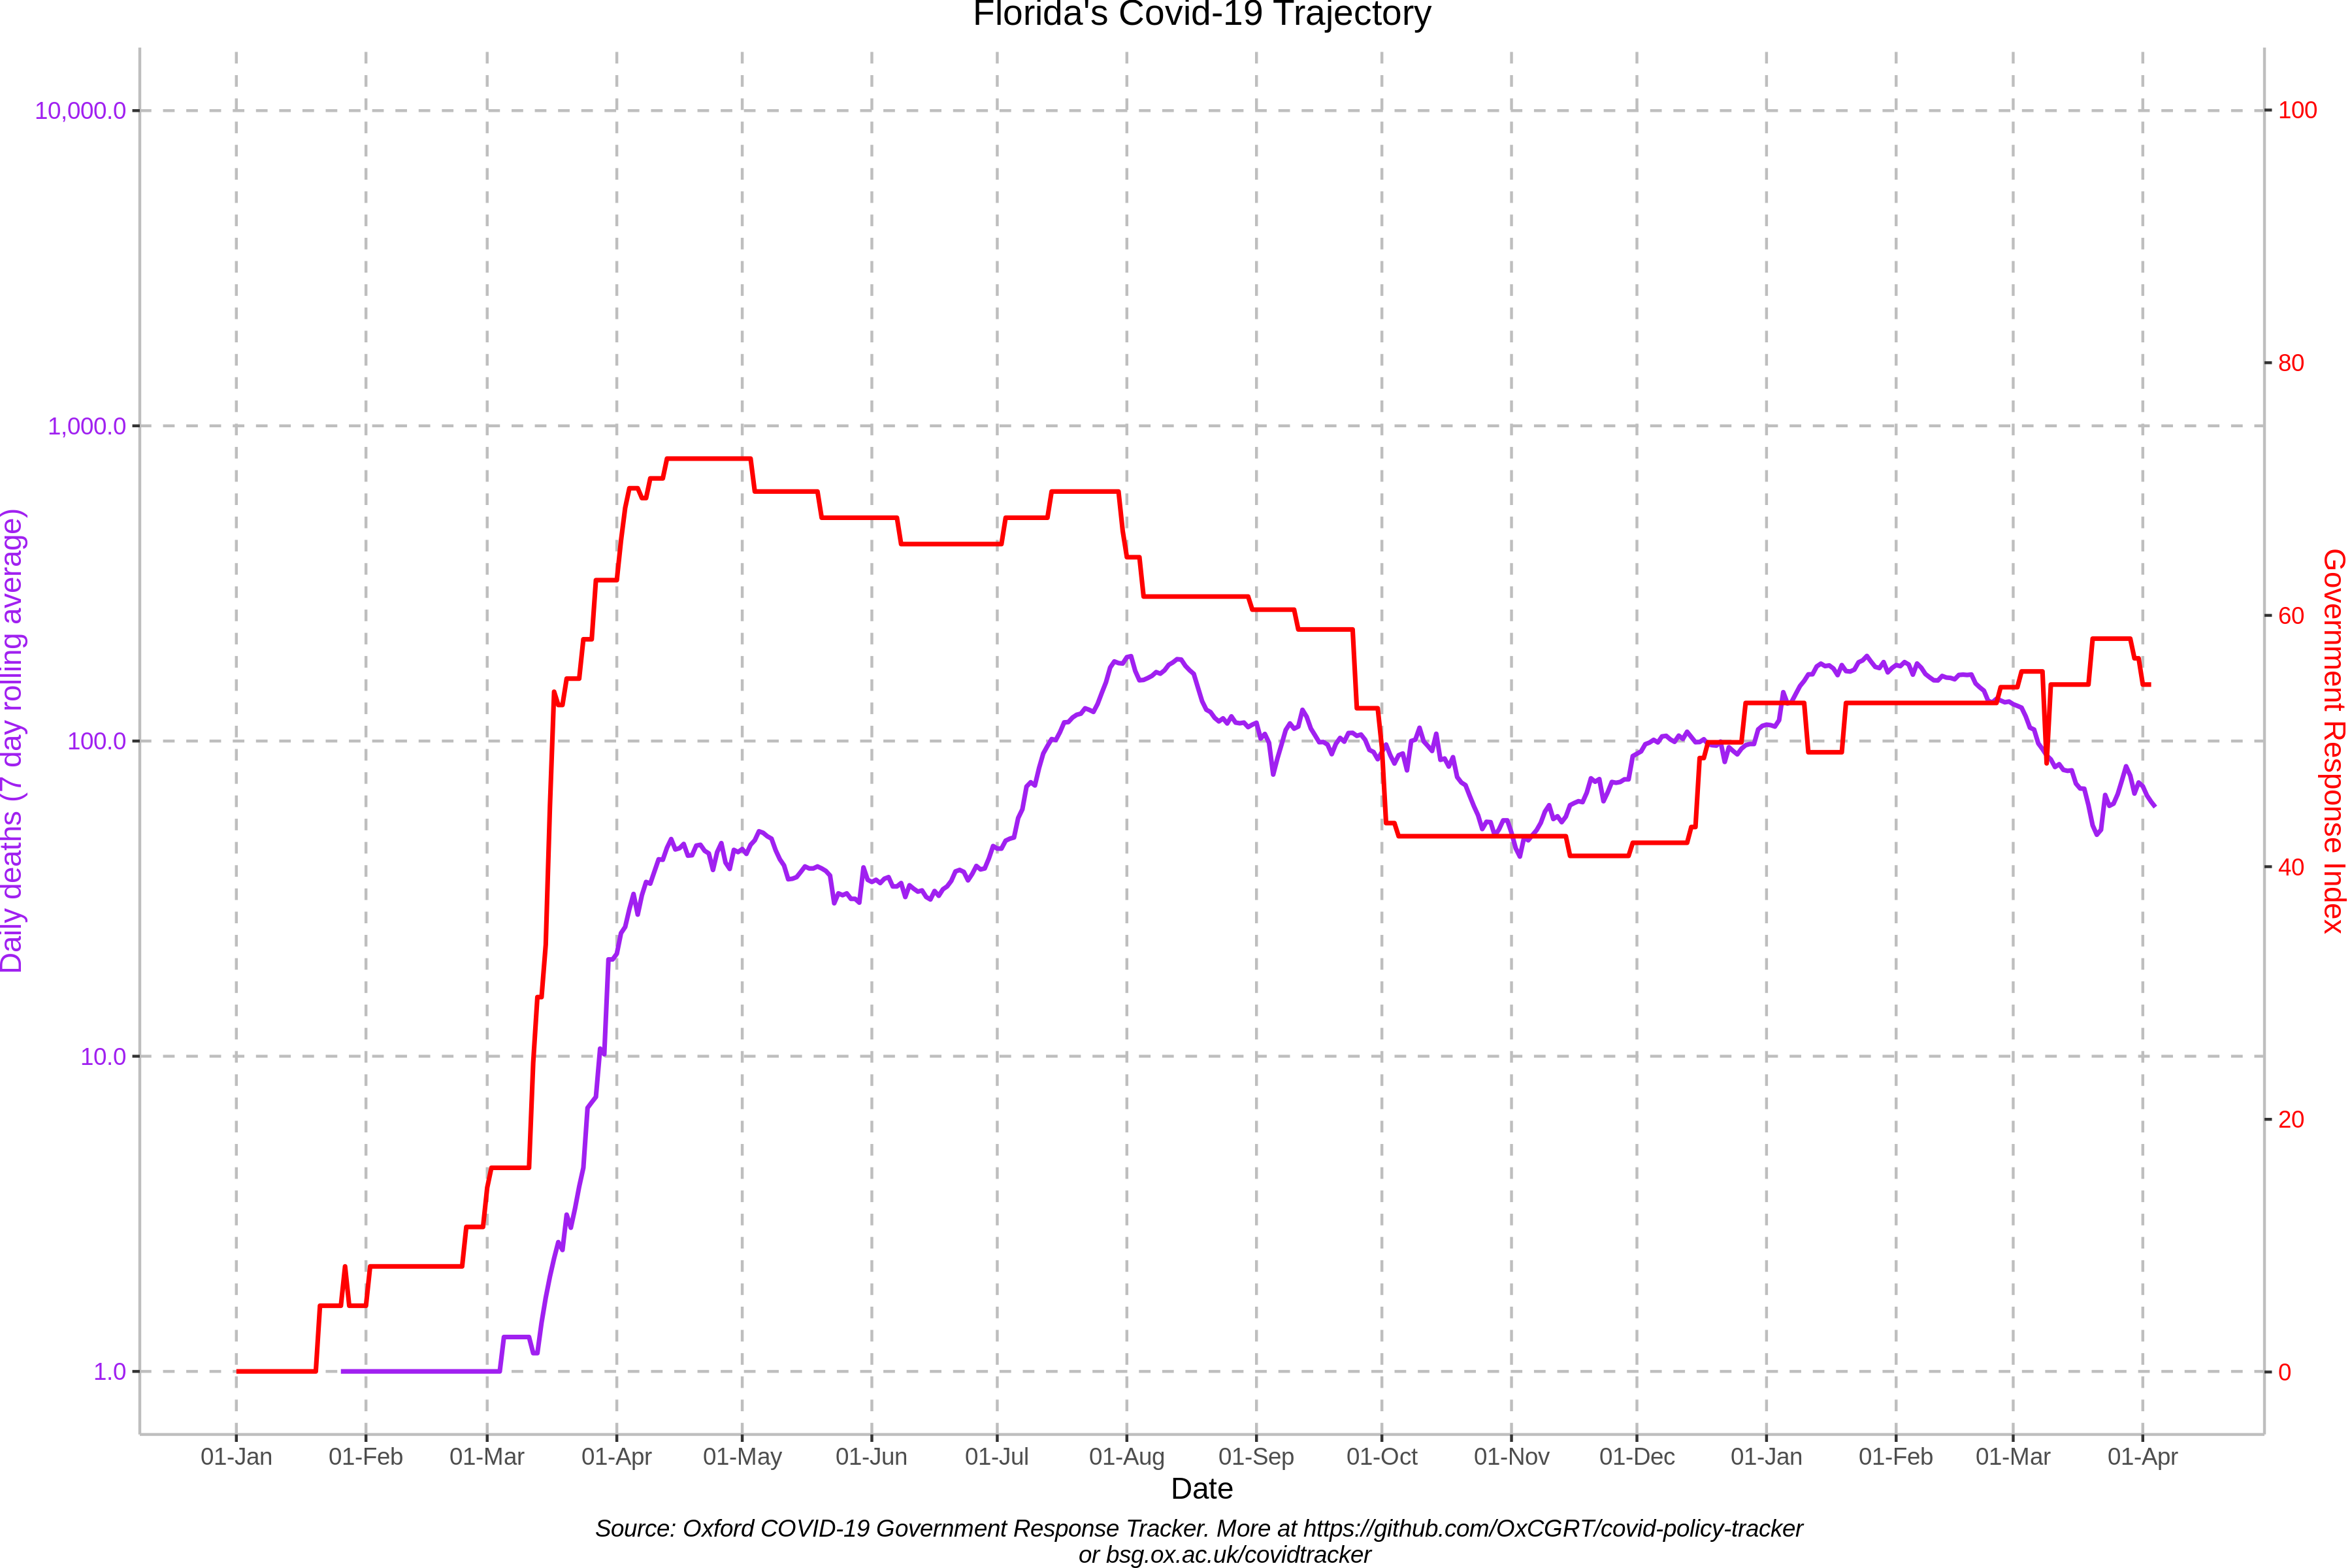 Florida's Covid-19 Trajectory
10,000.0
1,000.0
100.0
10.0
1.0
Daily deaths (7 day rolling average)
100
80
60
40
20
0
Government Response Index
01-Jan 01-Feb 01-Mar 01-Apr 01-May 01-Jun 01-Jul 01-Aug 01-Sep 01-Oct 01-Nov 01-Dec 01-Jan 01-Feb 01-Mar 01-Apr
Date
Source: Oxford COVID-19 Government Response Tracker. More at https://github.com/OxCGRT/covid-policy-tracker
or bsg.ox.ac.uk/covidtracker